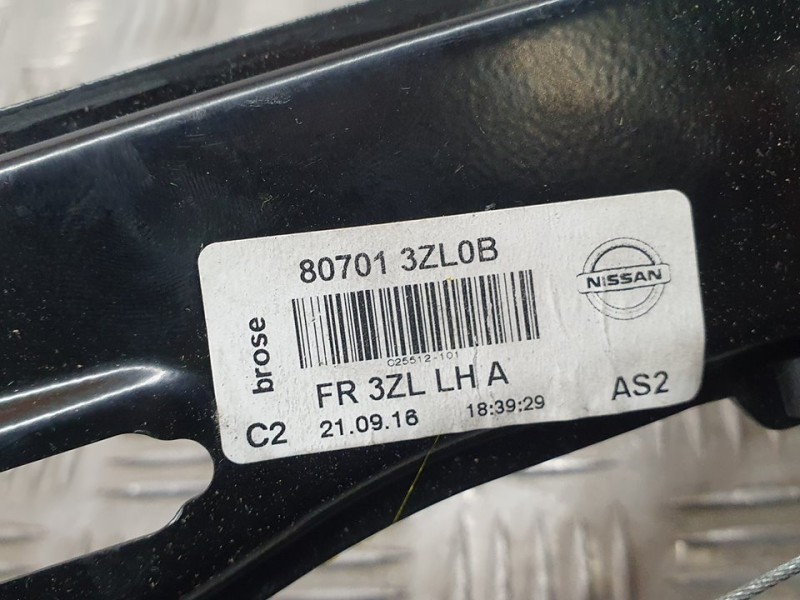 80701 3ZL0B
NISSAN
brose
C25512-101
FR 3ZL LH A
C2 21.09.16 18:39:29 AS2